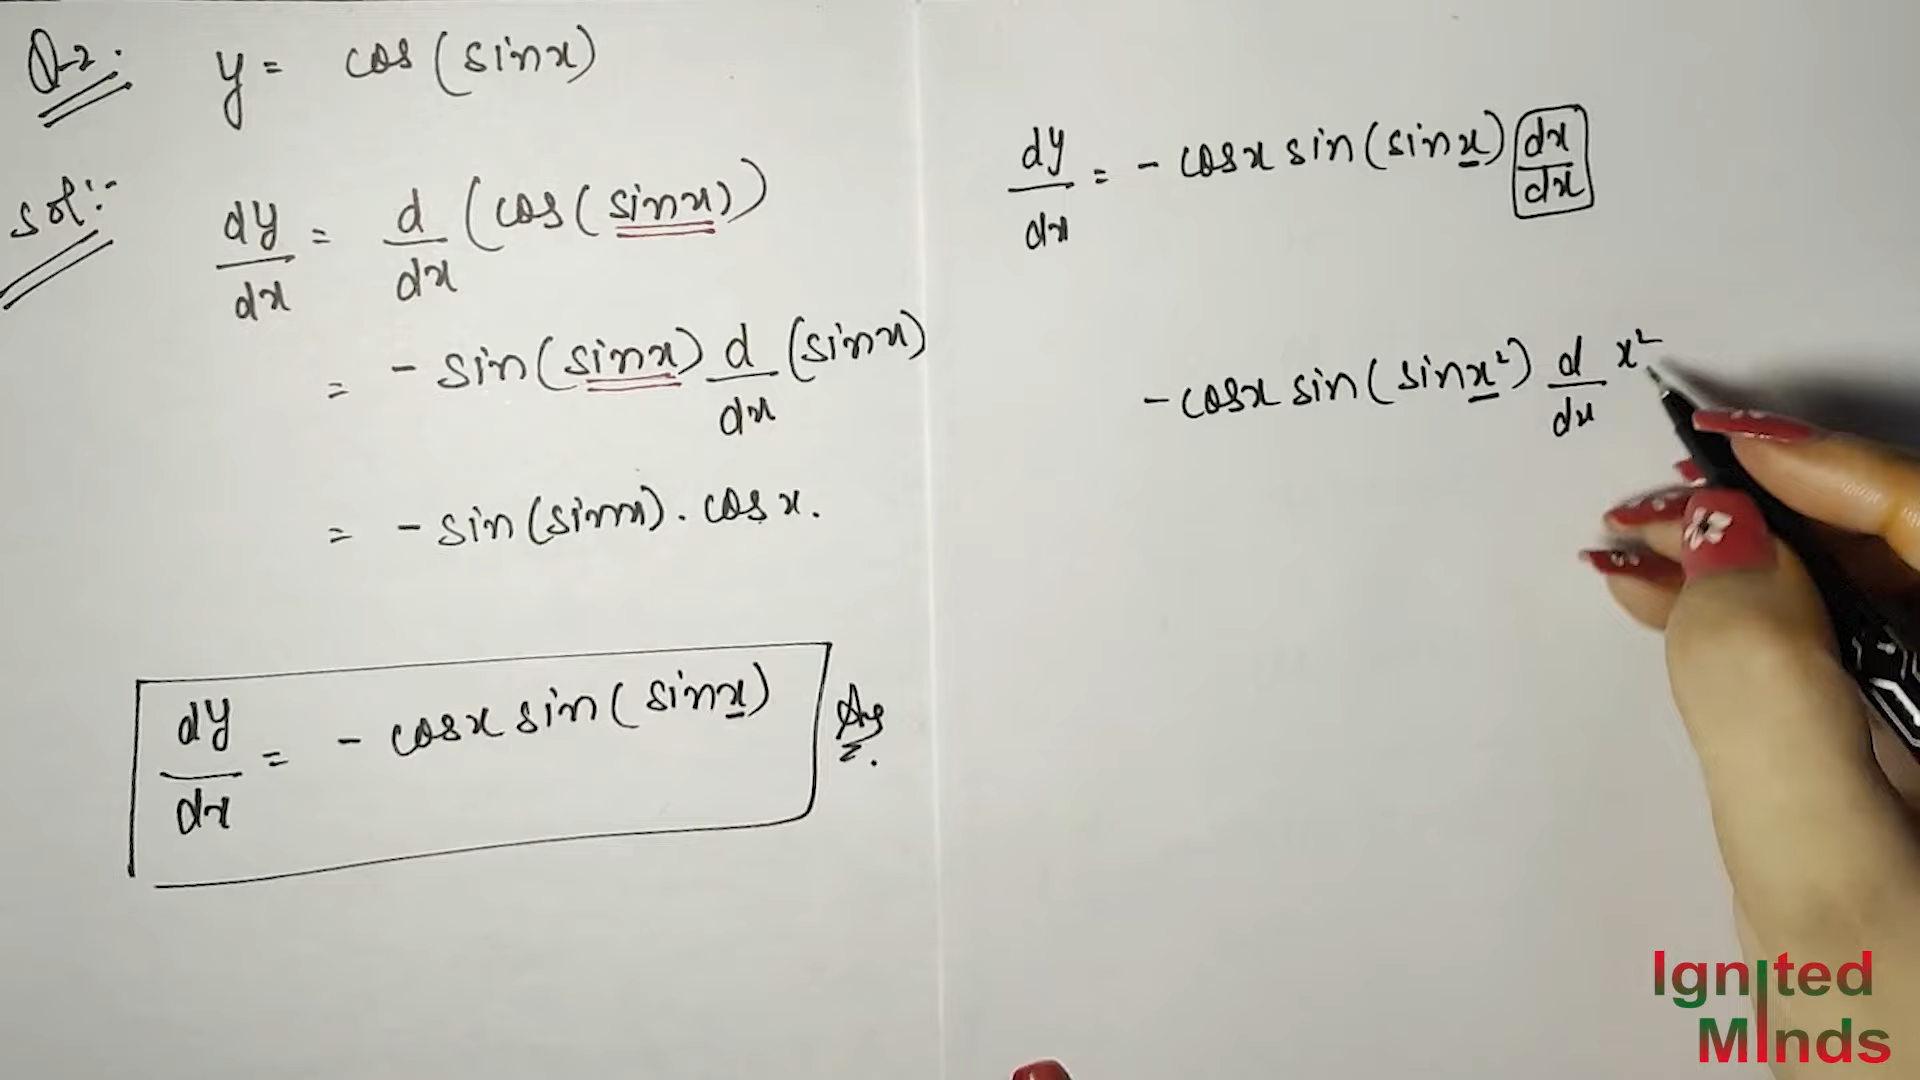 Q-2. y = cos(sinx)
Sol:- dy/dx = d/dx (cos(sinx))
= - sin(sinx) d/dx (sinx)
= - sin(sinx). cosx.
dy/dx = - cosx sin(sinx) Ans.
dy/dx = - cosx sin(sinx) dx/dx
- cosx sin(sinx²) d/dx x²
Ignited
Minds